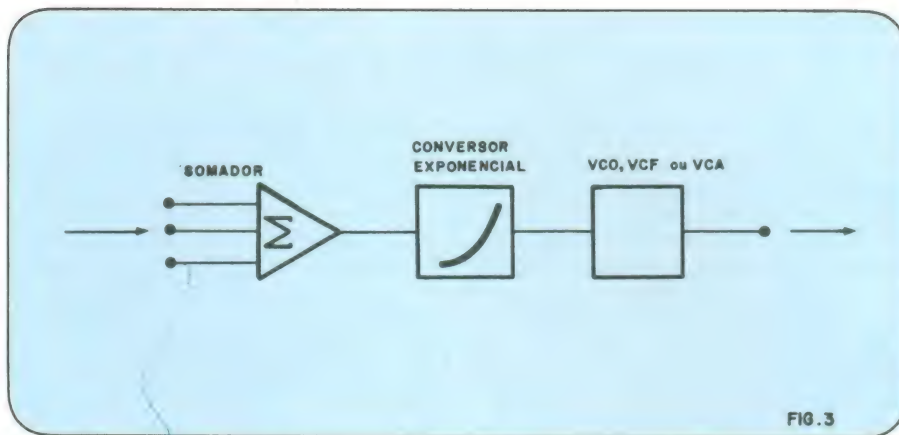 SOMADOR
Σ
CONVERSOR
EXPONENCIAL
VCO, VCF ou VCA
FIG.3